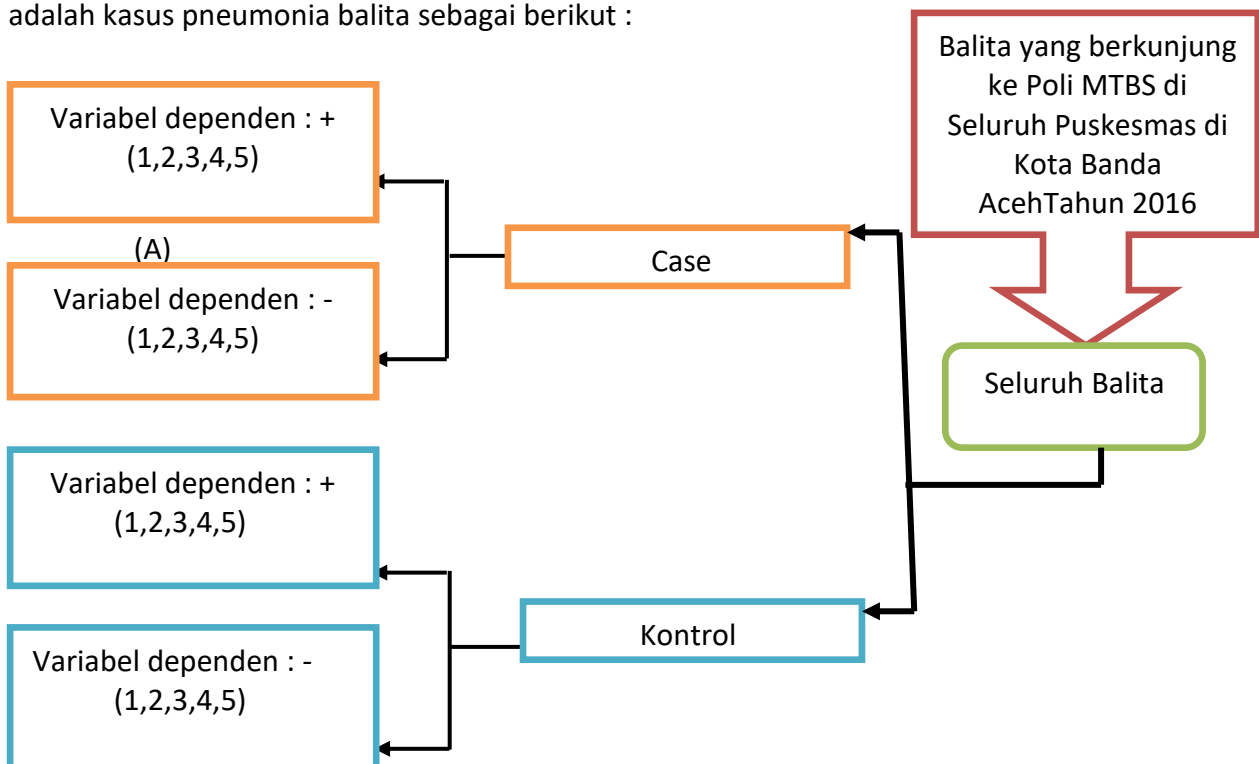 adalah kasus pneumonia balita sebagai berikut :
Balita yang berkunjung
ke Poli MTBS di
Seluruh Puskesmas di
Kota Banda
AcehTahun 2016
Variabel dependen : +
(1,2,3,4,5)
(A)
Variabel dependen : -
(1,2,3,4,5)
Case
Seluruh Balita
Variabel dependen : +
(1,2,3,4,5)
Kontrol
Variabel dependen : -
(1,2,3,4,5)